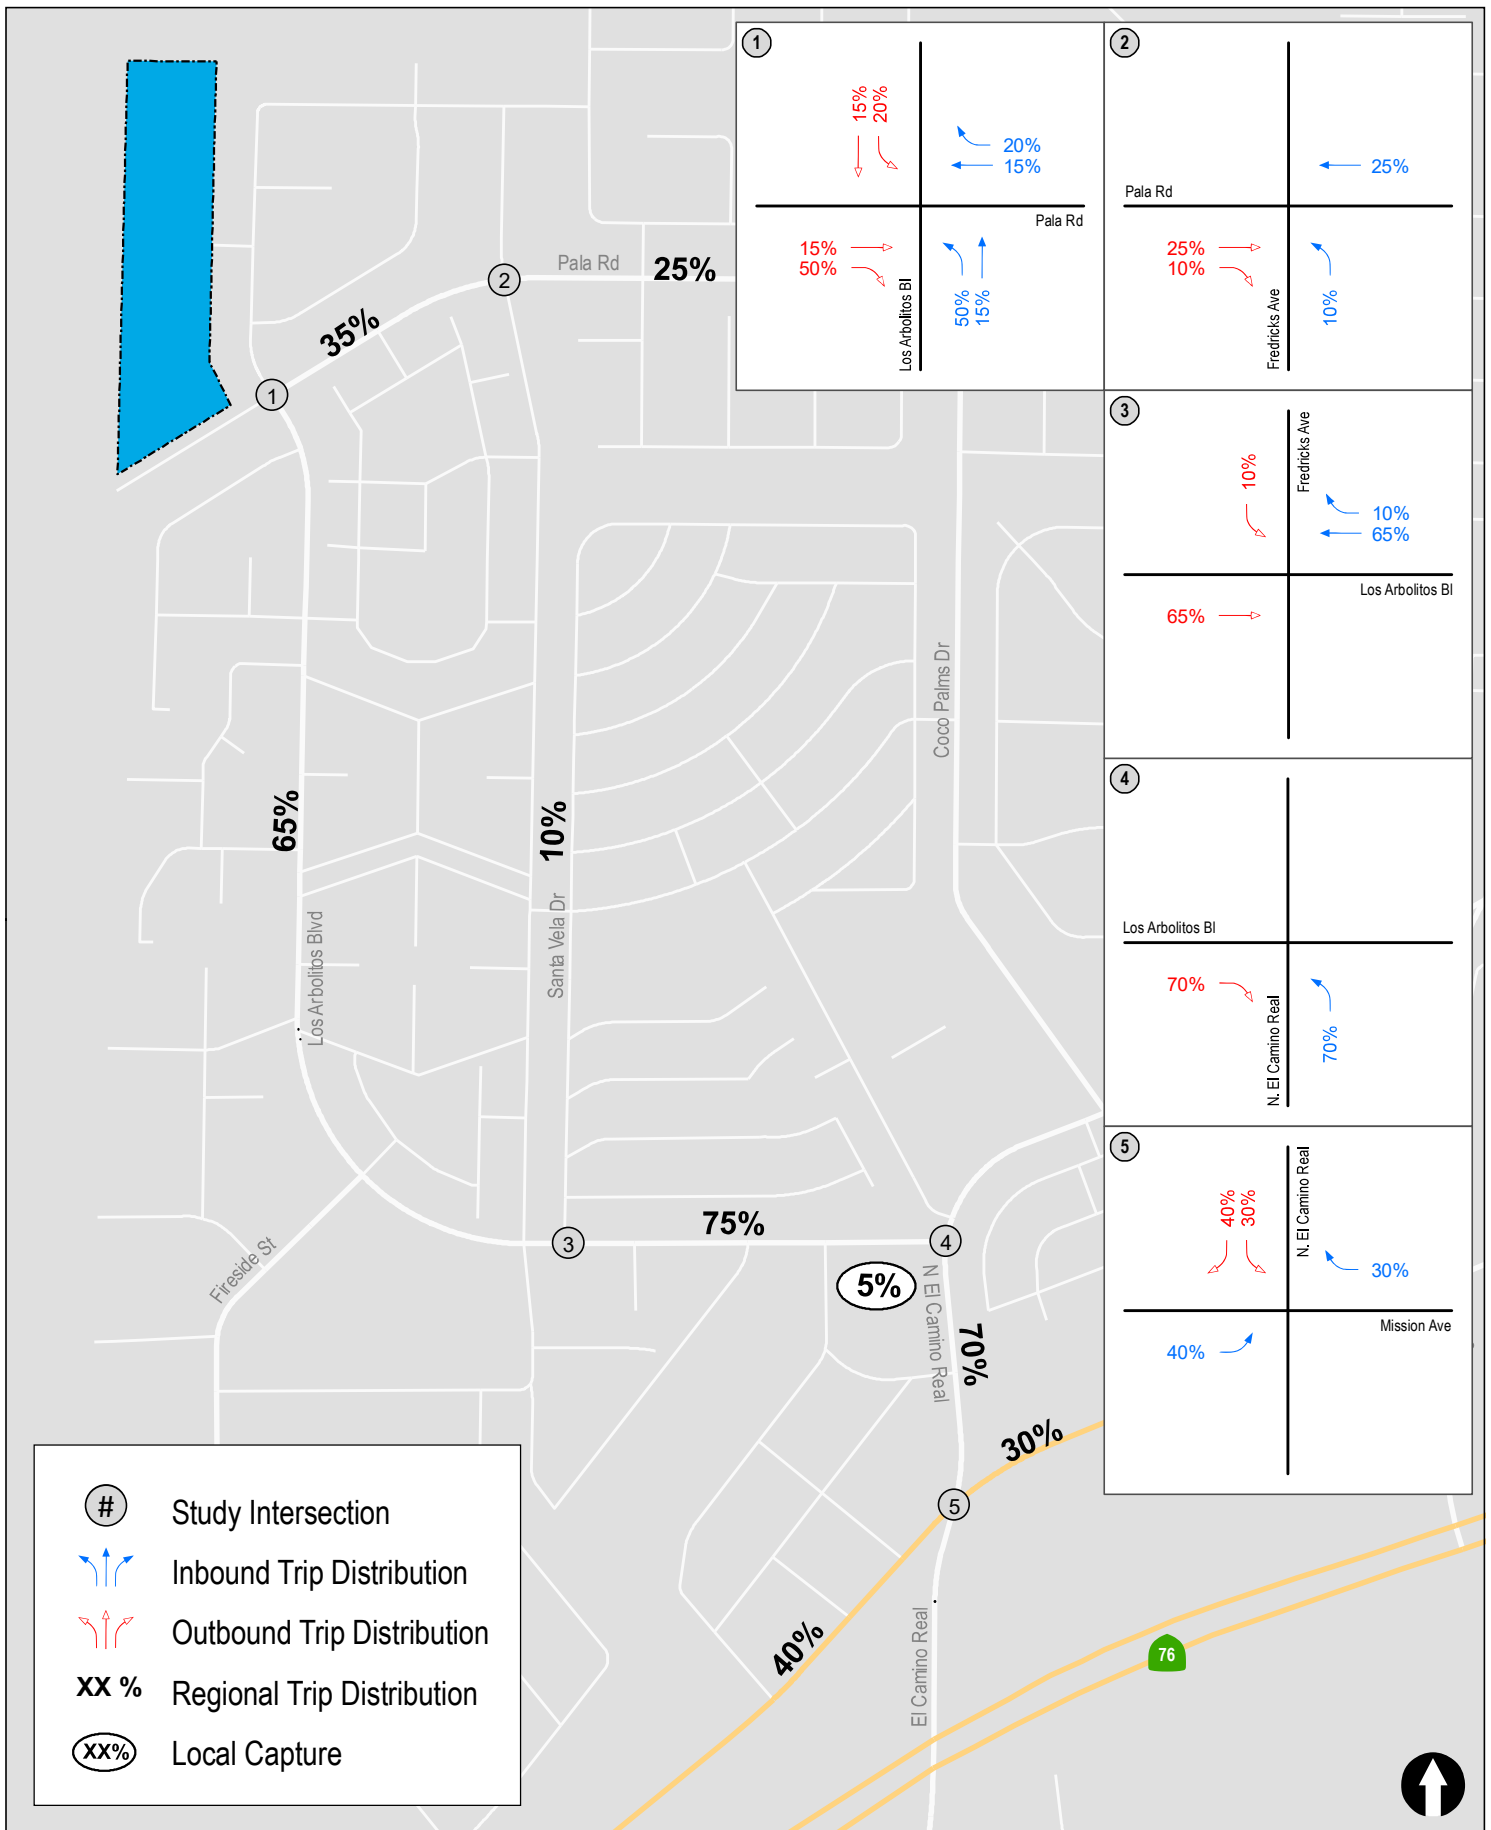 1
15%
20%
20%
15%
Pala Rd
15%
50%
Los Arbolitos Bl
50%
15%
2
25%
Pala Rd
25%
10%
Fredricks Ave
10%
3
10%
Fredricks Ave
10%
65%
Los Arbolitos Bl
65%
4
Los Arbolitos Bl
70%
N. El Camino Real
70%
5
40%
30%
N. El Camino Real
30%
Mission Ave
40%
2
Pala Rd
25%
35%
1
Coco Palms Dr
65%
10%
Santa Vela Dr
Los Arbolitos Blvd
75%
3
4
Fireside St
5%
N El Camino Real
70%
30%
5
40%
El Camino Real
76
# Study Intersection
Inbound Trip Distribution
Outbound Trip Distribution
XX % Regional Trip Distribution
XX% Local Capture